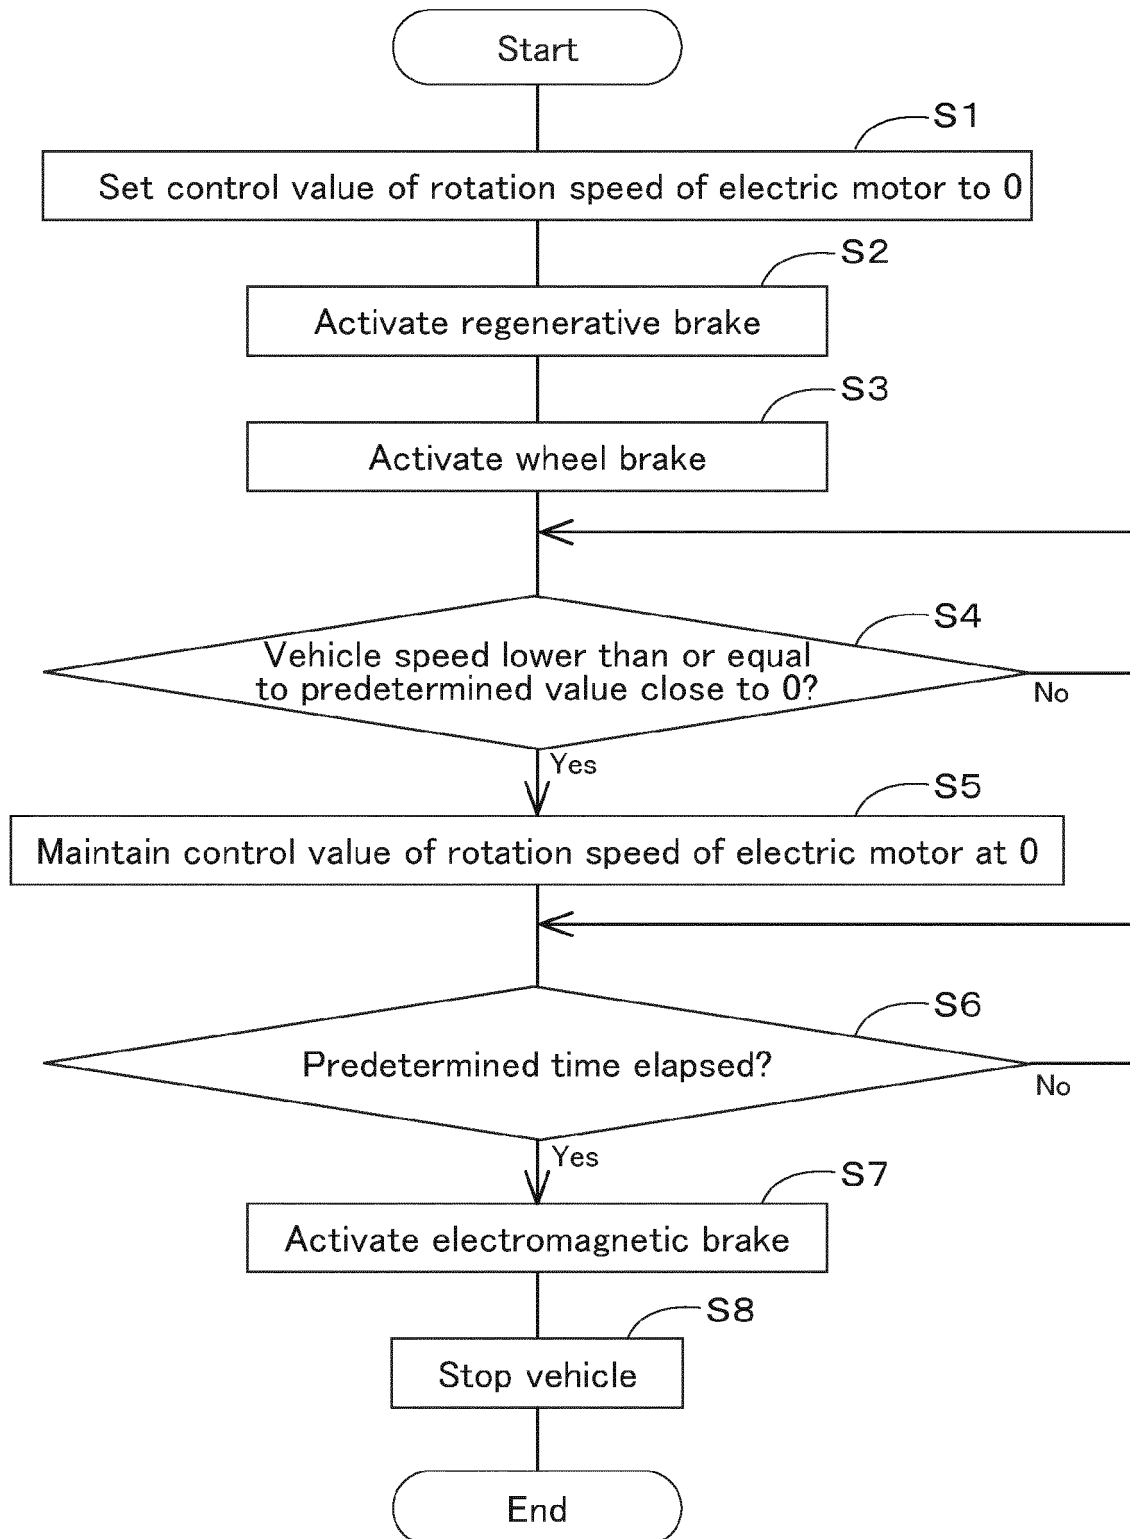 Start
S1
Set control value of rotation speed of electric motor to 0
S2
Activate regenerative brake
S3
Activate wheel brake
S4
Vehicle speed lower than or equal
to predetermined value close to 0?
No
Yes
S5
Maintain control value of rotation speed of electric motor at 0
S6
Predetermined time elapsed?
No
Yes
S7
Activate electromagnetic brake
S8
Stop vehicle
End